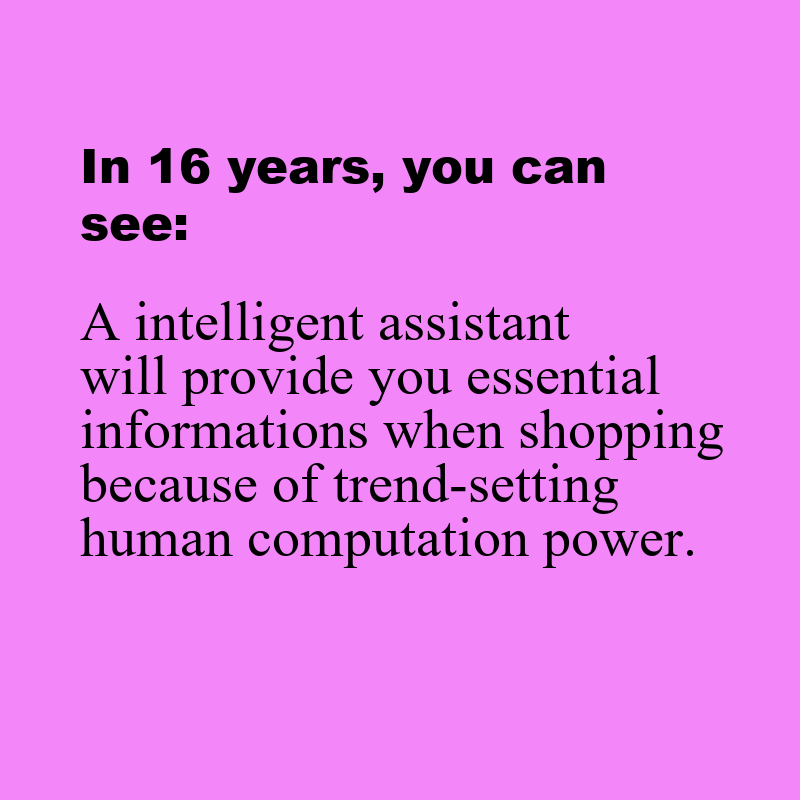 In 16 years, you can
see:
A intelligent assistant
will provide you essential
informations when shopping
because of trend-setting
human computation power.